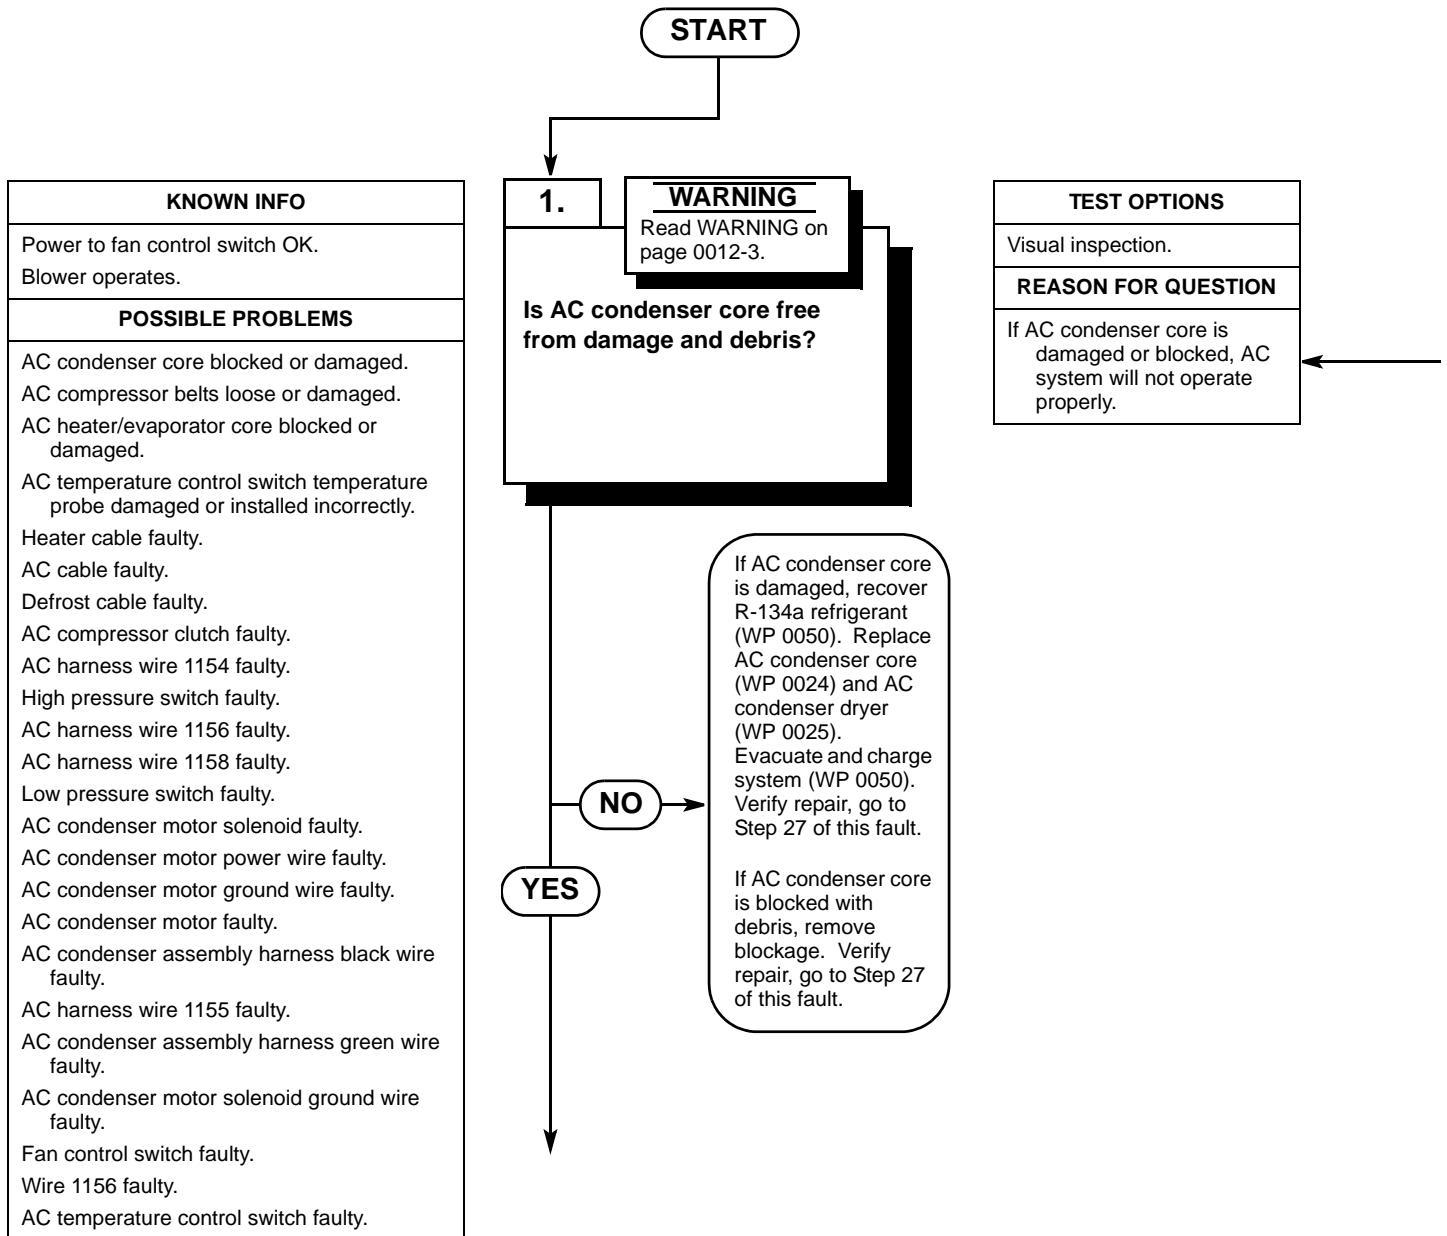 START
KNOWN INFO
Power to fan control switch OK.
Blower operates.
POSSIBLE PROBLEMS
AC condenser core blocked or damaged.
AC compressor belts loose or damaged.
AC heater/evaporator core blocked or
damaged.
AC temperature control switch temperature
probe damaged or installed incorrectly.
Heater cable faulty.
AC cable faulty.
Defrost cable faulty.
AC compressor clutch faulty.
AC harness wire 1154 faulty.
High pressure switch faulty.
AC harness wire 1156 faulty.
AC harness wire 1158 faulty.
Low pressure switch faulty.
AC condenser motor solenoid faulty.
AC condenser motor power wire faulty.
AC condenser motor ground wire faulty.
AC condenser motor faulty.
AC condenser assembly harness black wire
faulty.
AC harness wire 1155 faulty.
AC condenser assembly harness green wire
faulty.
AC condenser motor solenoid ground wire
faulty.
Fan control switch faulty.
Wire 1156 faulty.
AC temperature control switch faulty.
1.
WARNING
Read WARNING on
page 0012-3.
Is AC condenser core free
from damage and debris?
NO
YES
If AC condenser core
is damaged, recover
R-134a refrigerant
(WP 0050). Replace
AC condenser core
(WP 0024) and AC
condenser dryer
(WP 0025).
Evacuate and charge
system (WP 0050).
Verify repair, go to
Step 27 of this fault.
If AC condenser core
is blocked with
debris, remove
blockage. Verify
repair, go to Step 27
of this fault.
TEST OPTIONS
Visual inspection.
REASON FOR QUESTION
If AC condenser core is
damaged or blocked, AC
system will not operate
properly.